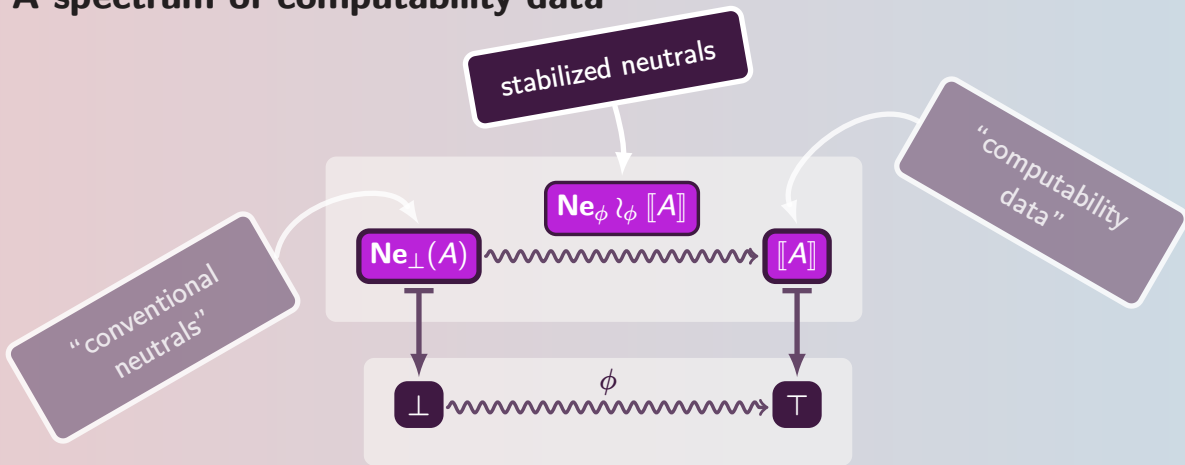 A spectrum of computability data
stabilized neutrals
"computability
data"
Ne_ϕ ≀_ϕ ⟦A⟧
Ne_⊥(A)
⟦A⟧
"conventional
neutrals"
ϕ
⊥
⊤